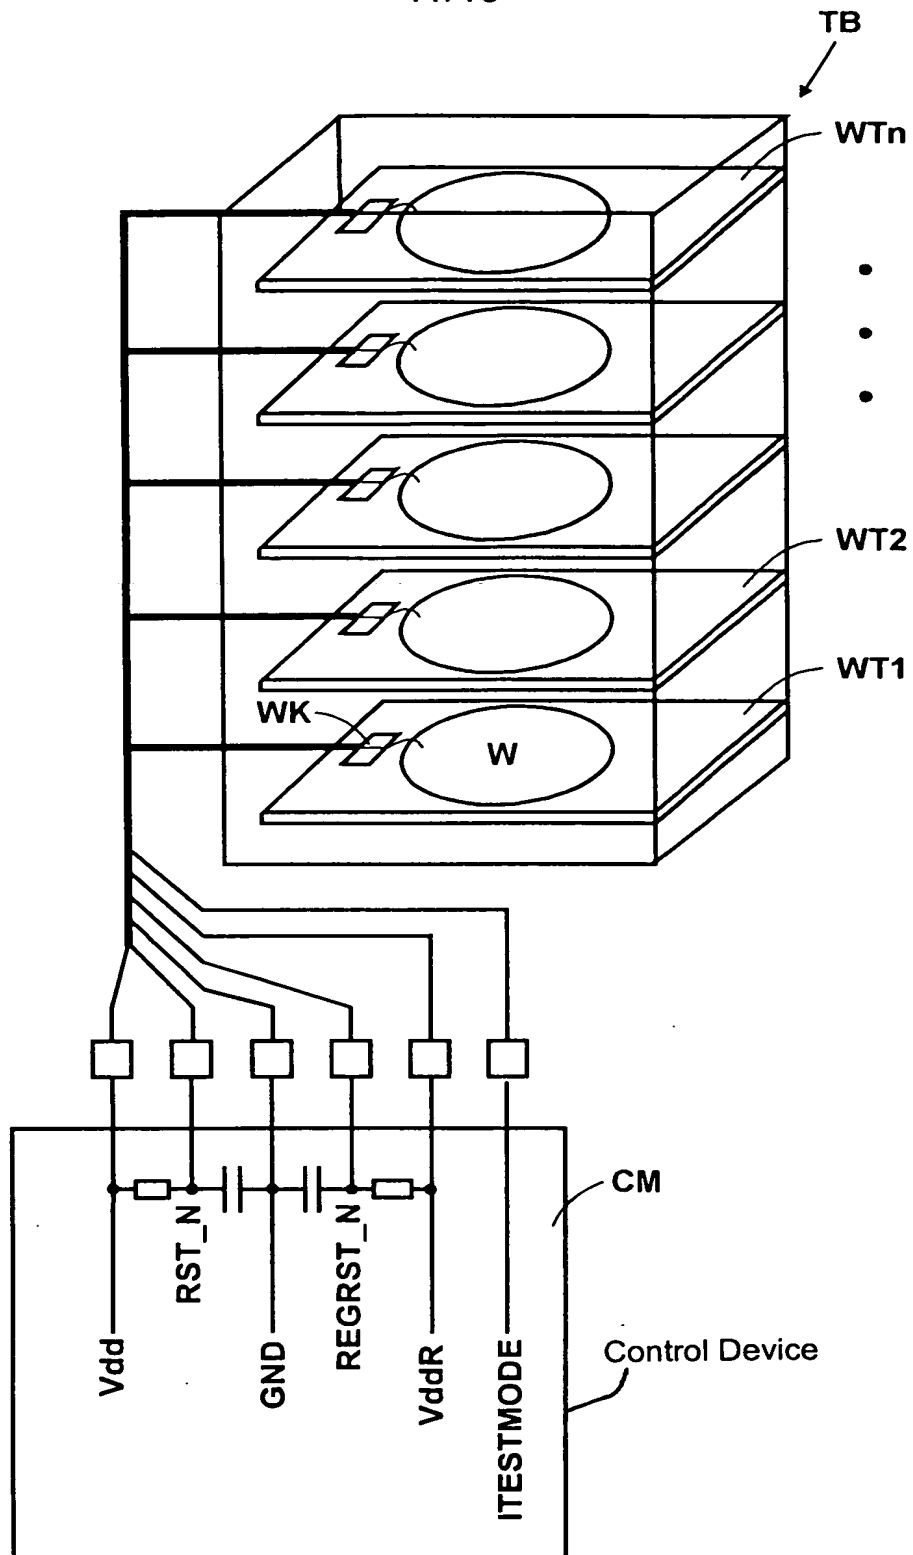 TB
WTn
WT2
WT1
WK
W
CM
Vdd
RST_N
GND
REGRST_N
VddR
ITESTMODE
Control Device